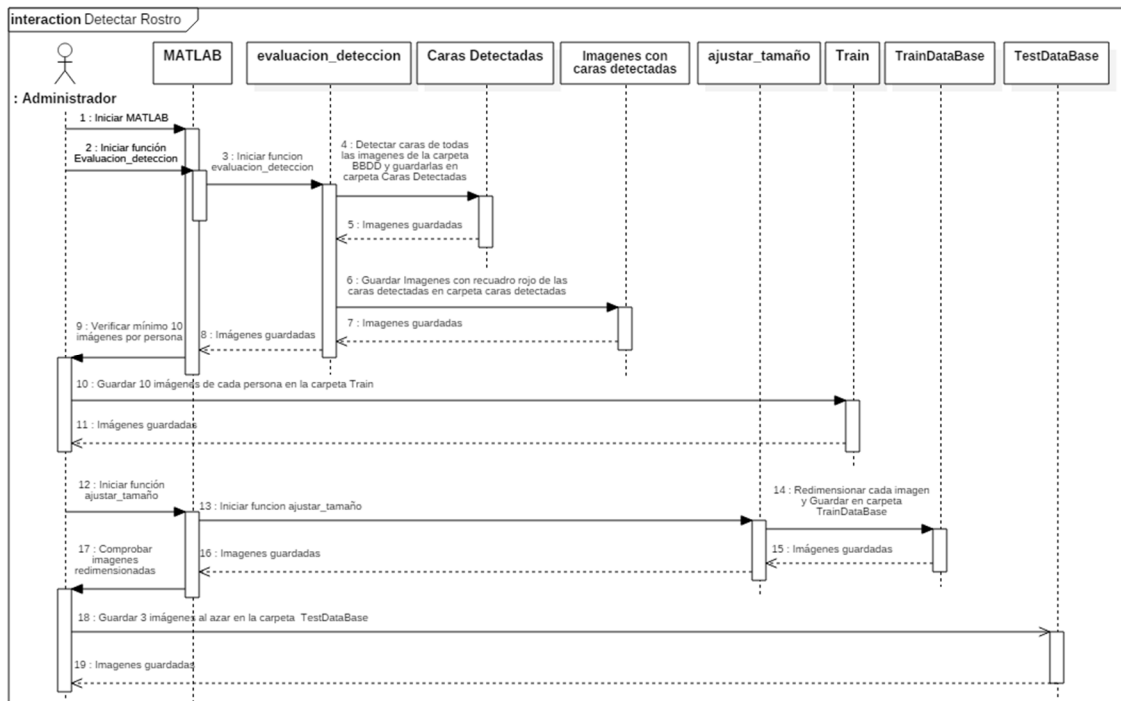 interaction Detectar Rostro
MATLAB
evaluacion_deteccion
Caras Detectadas
Imagenes con
caras detectadas
ajustar_tamaño
Train
TrainDataBase
TestDataBase
: Administrador
1 : Iniciar MATLAB
2 : Iniciar función
Evaluacion_deteccion
3 : Iniciar funcion
evaluacion_deteccion
4 : Detectar caras de todas
las imagenes de la carpeta
BBDD y guardarlas en
carpeta Caras Detectadas
5 : Imagenes guardadas
6 : Guardar Imagenes con recuadro rojo de las
caras detectadas en carpeta caras detectadas
7 : Imagenes guardadas
8 : Imágenes guardadas
9 : Verificar mínimo 10
imágenes por persona
10 : Guardar 10 imágenes de cada persona en la carpeta Train
11 : Imágenes guardadas
12 : Iniciar función
ajustar_tamaño
13 : Iniciar funcion ajustar_tamaño
14 : Redimensionar cada imagen
y Guardar en carpeta
TrainDataBase
15 : Imágenes guardadas
16 : Imagenes guardadas
17 : Comprobar
imagenes
redimensionadas
18 : Guardar 3 imágenes al azar en la carpeta TestDataBase
19 : Imagenes guardadas